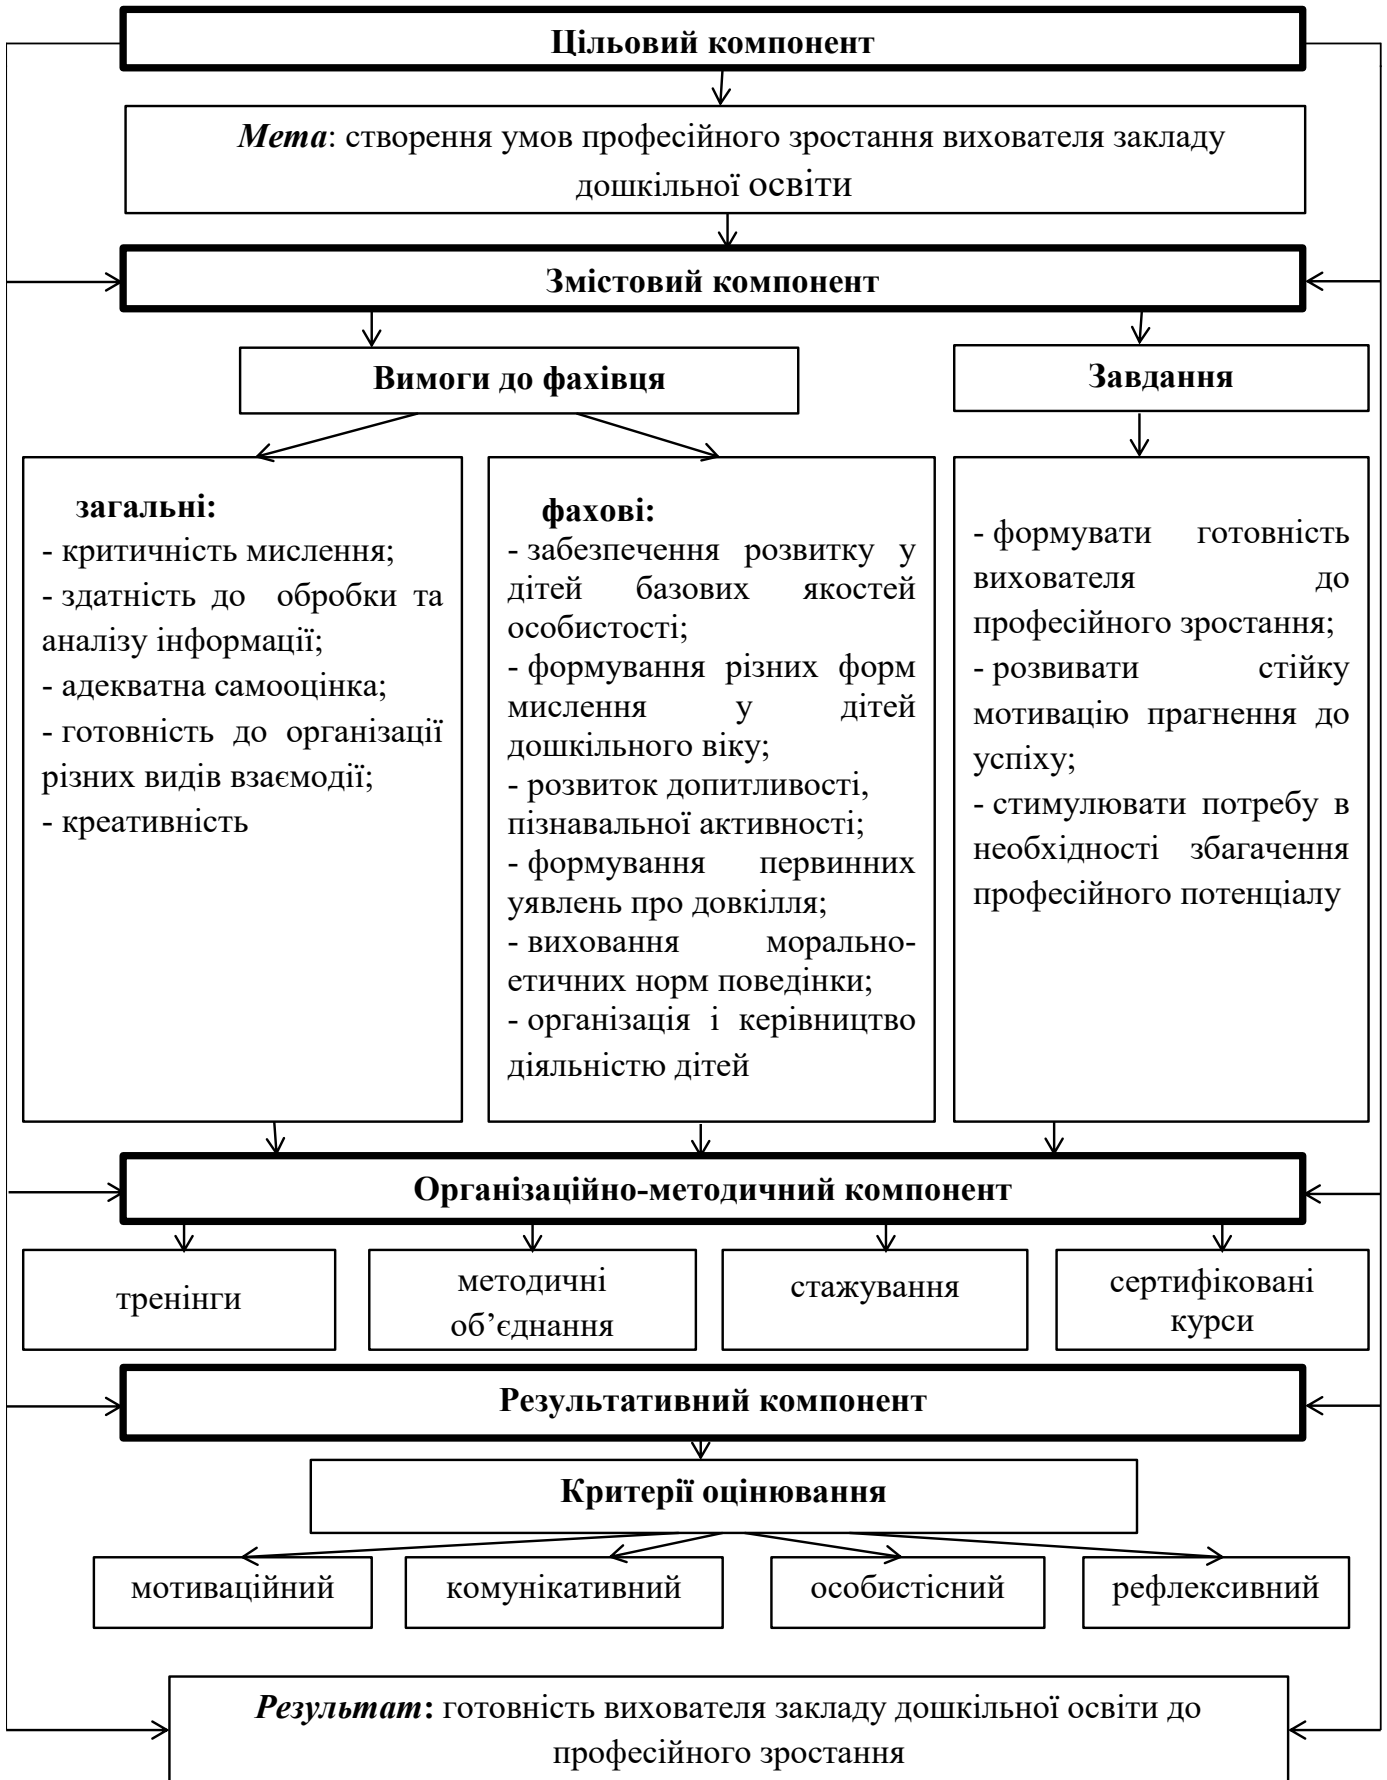 Цільовий компонент
Мета: створення умов професійного зростання вихователя закладу
дошкільної освіти
Змістовий компонент
Вимоги до фахівця
Завдання
загальні:
- критичність мислення;
- здатність до обробки та
аналізу інформації;
- адекватна самооцінка;
- готовність до організації
різних видів взаємодії;
- креативність
фахові:
- забезпечення розвитку у
дітей базових якостей
особистості;
- формування різних форм
мислення у дітей
дошкільного віку;
- розвиток допитливості,
пізнавальної активності;
- формування первинних
уявлень про довкілля;
- виховання морально-
етичних норм поведінки;
- організація і керівництво
діяльністю дітей
- формувати готовність
вихователя до
професійного зростання;
- розвивати стійку
мотивацію прагнення до
успіху;
- стимулювати потребу в
необхідності збагачення
професійного потенціалу
Організаційно-методичний компонент
тренінги
методичні
об’єднання
стажування
сертифіковані
курси
Результативний компонент
Критерії оцінювання
мотиваційний
комунікативний
особистісний
рефлексивний
Результат: готовність вихователя закладу дошкільної освіти до
професійного зростання